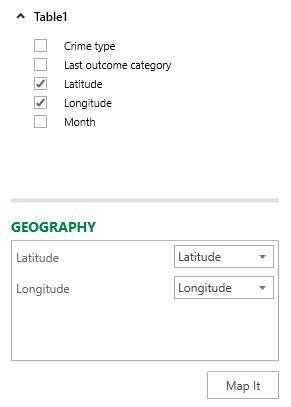 Table1
Crime type
Last outcome category
Latitude
Longitude
Month
GEOGRAPHY
Latitude Latitude
Longitude Longitude
Map It